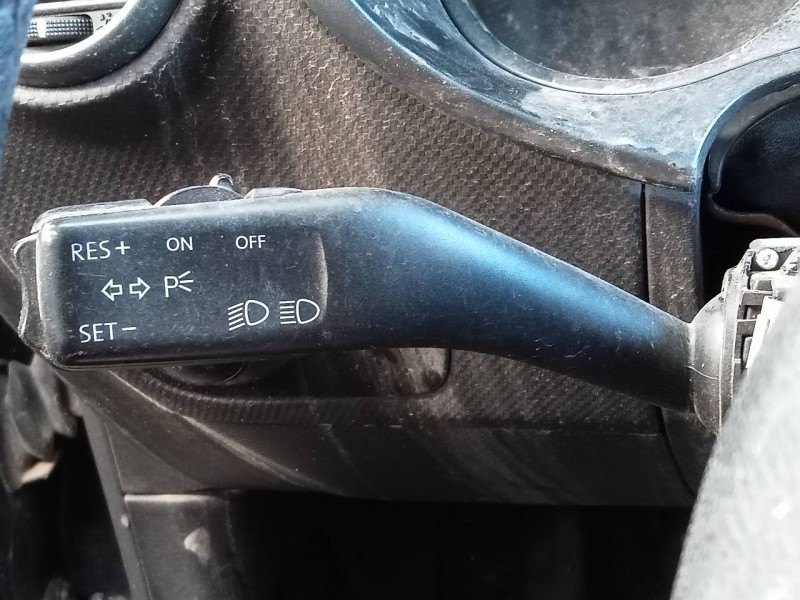 RES+ ON OFF
P
SET-